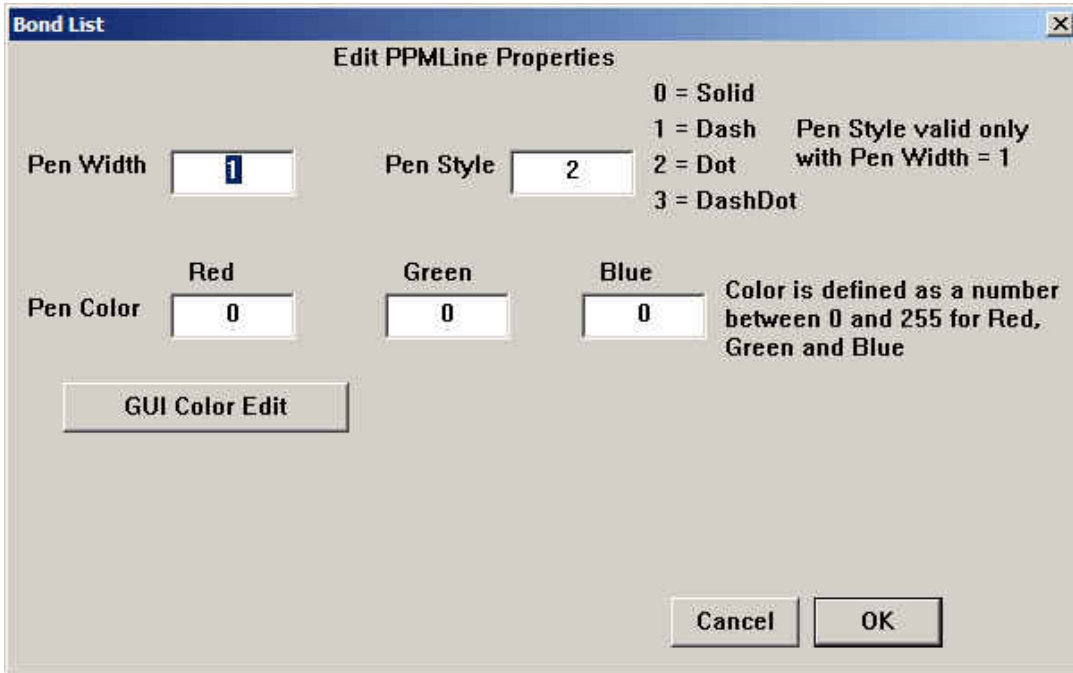 Bond List
Edit PPMLine Properties
0 = Solid
1 = Dash
2 = Dot
3 = DashDot
Pen Style valid only
with Pen Width = 1
Pen Width 1
Pen Style 2
Red Green Blue
Pen Color 0 0 0
Color is defined as a number
between 0 and 255 for Red,
Green and Blue
GUI Color Edit
Cancel OK